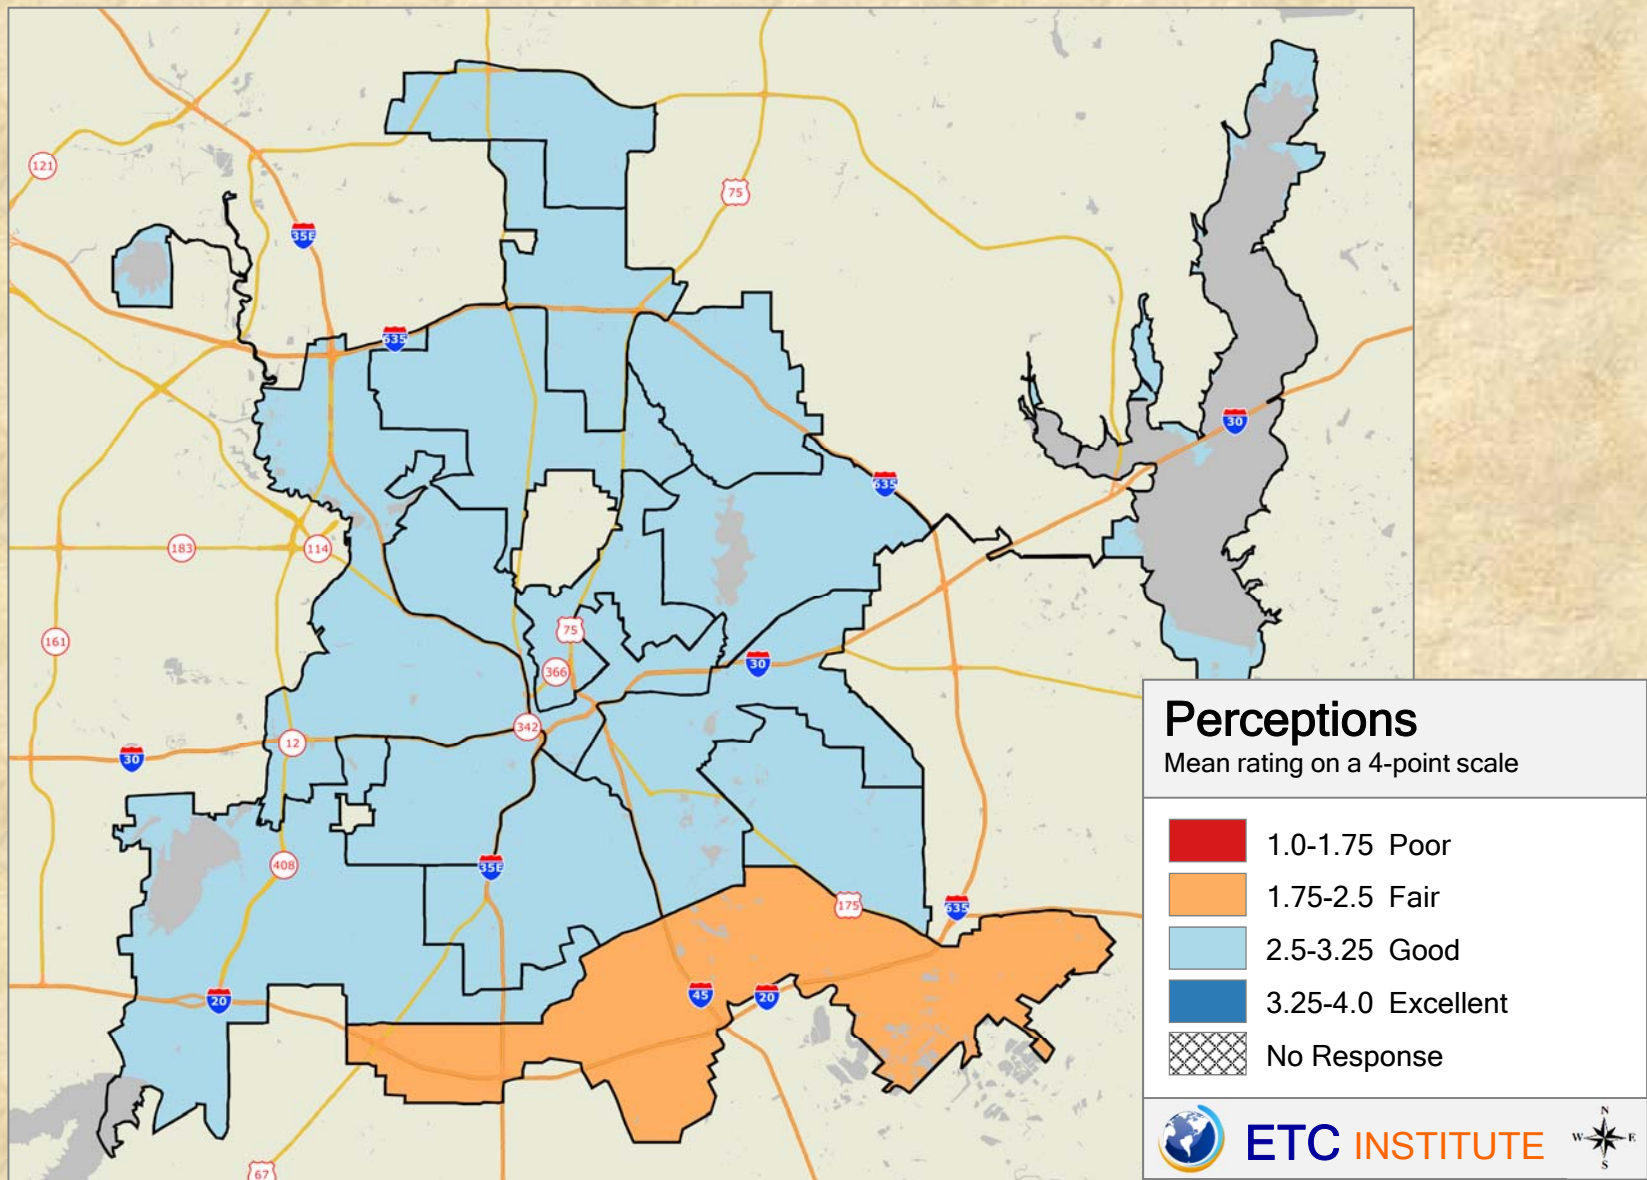 121
75
35E
635
30
635
183
114
161
75
366
30
342
12
30
408
35E
175
635
20
45
20
67
Perceptions
Mean rating on a 4-point scale
1.0-1.75 Poor
1.75-2.5 Fair
2.5-3.25 Good
3.25-4.0 Excellent
No Response
ETC INSTITUTE
N
W E
S